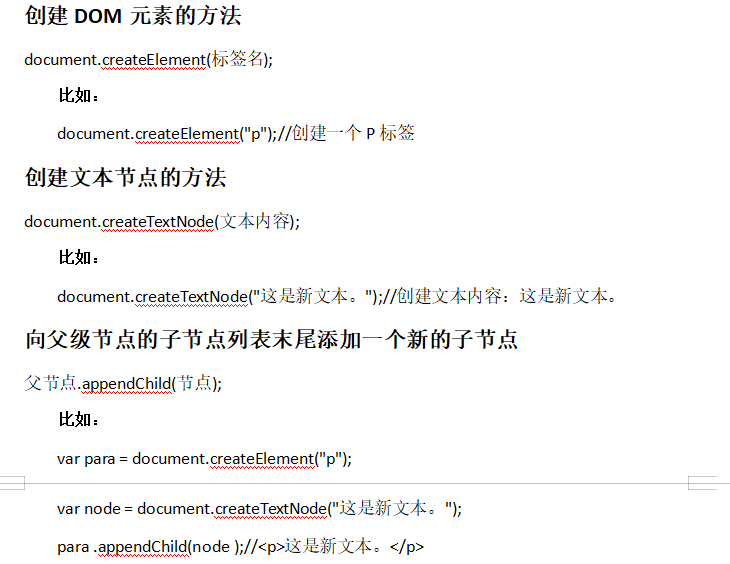 创建 DOM 元素的方法
document.createElement(标签名);
比如：
document.createElement("p");//创建一个 P 标签
创建文本节点的方法
document.createTextNode(文本内容);
比如：
document.createTextNode("这是新文本。");//创建文本内容：这是新文本。
向父级节点的子节点列表末尾添加一个新的子节点
父节点.appendChild(节点);
比如：
var para = document.createElement("p");
var node = document.createTextNode("这是新文本。");
para .appendChild(node );//<p>这是新文本。</p>